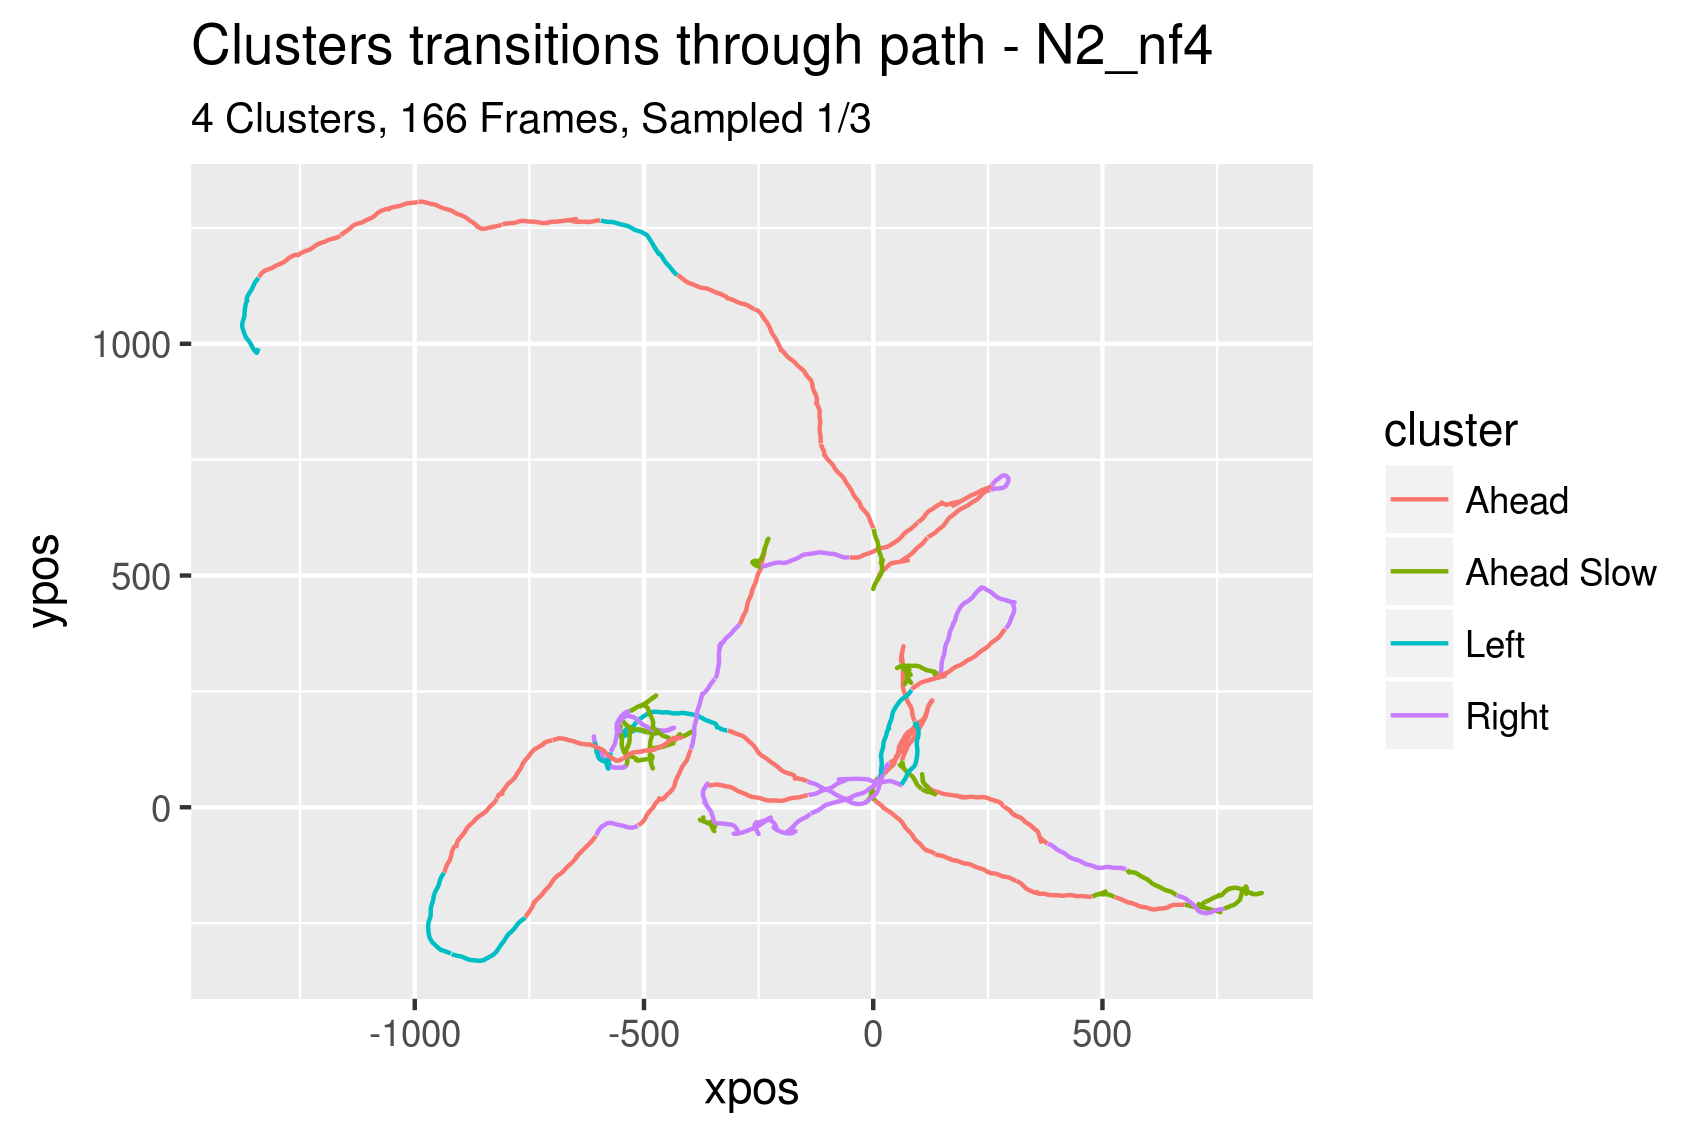 Clusters transitions through path - N2_nf4
4 Clusters, 166 Frames, Sampled 1/3
1000
500
0
ypos
-1000
-500
0
500
xpos
cluster
Ahead
Ahead Slow
Left
Right